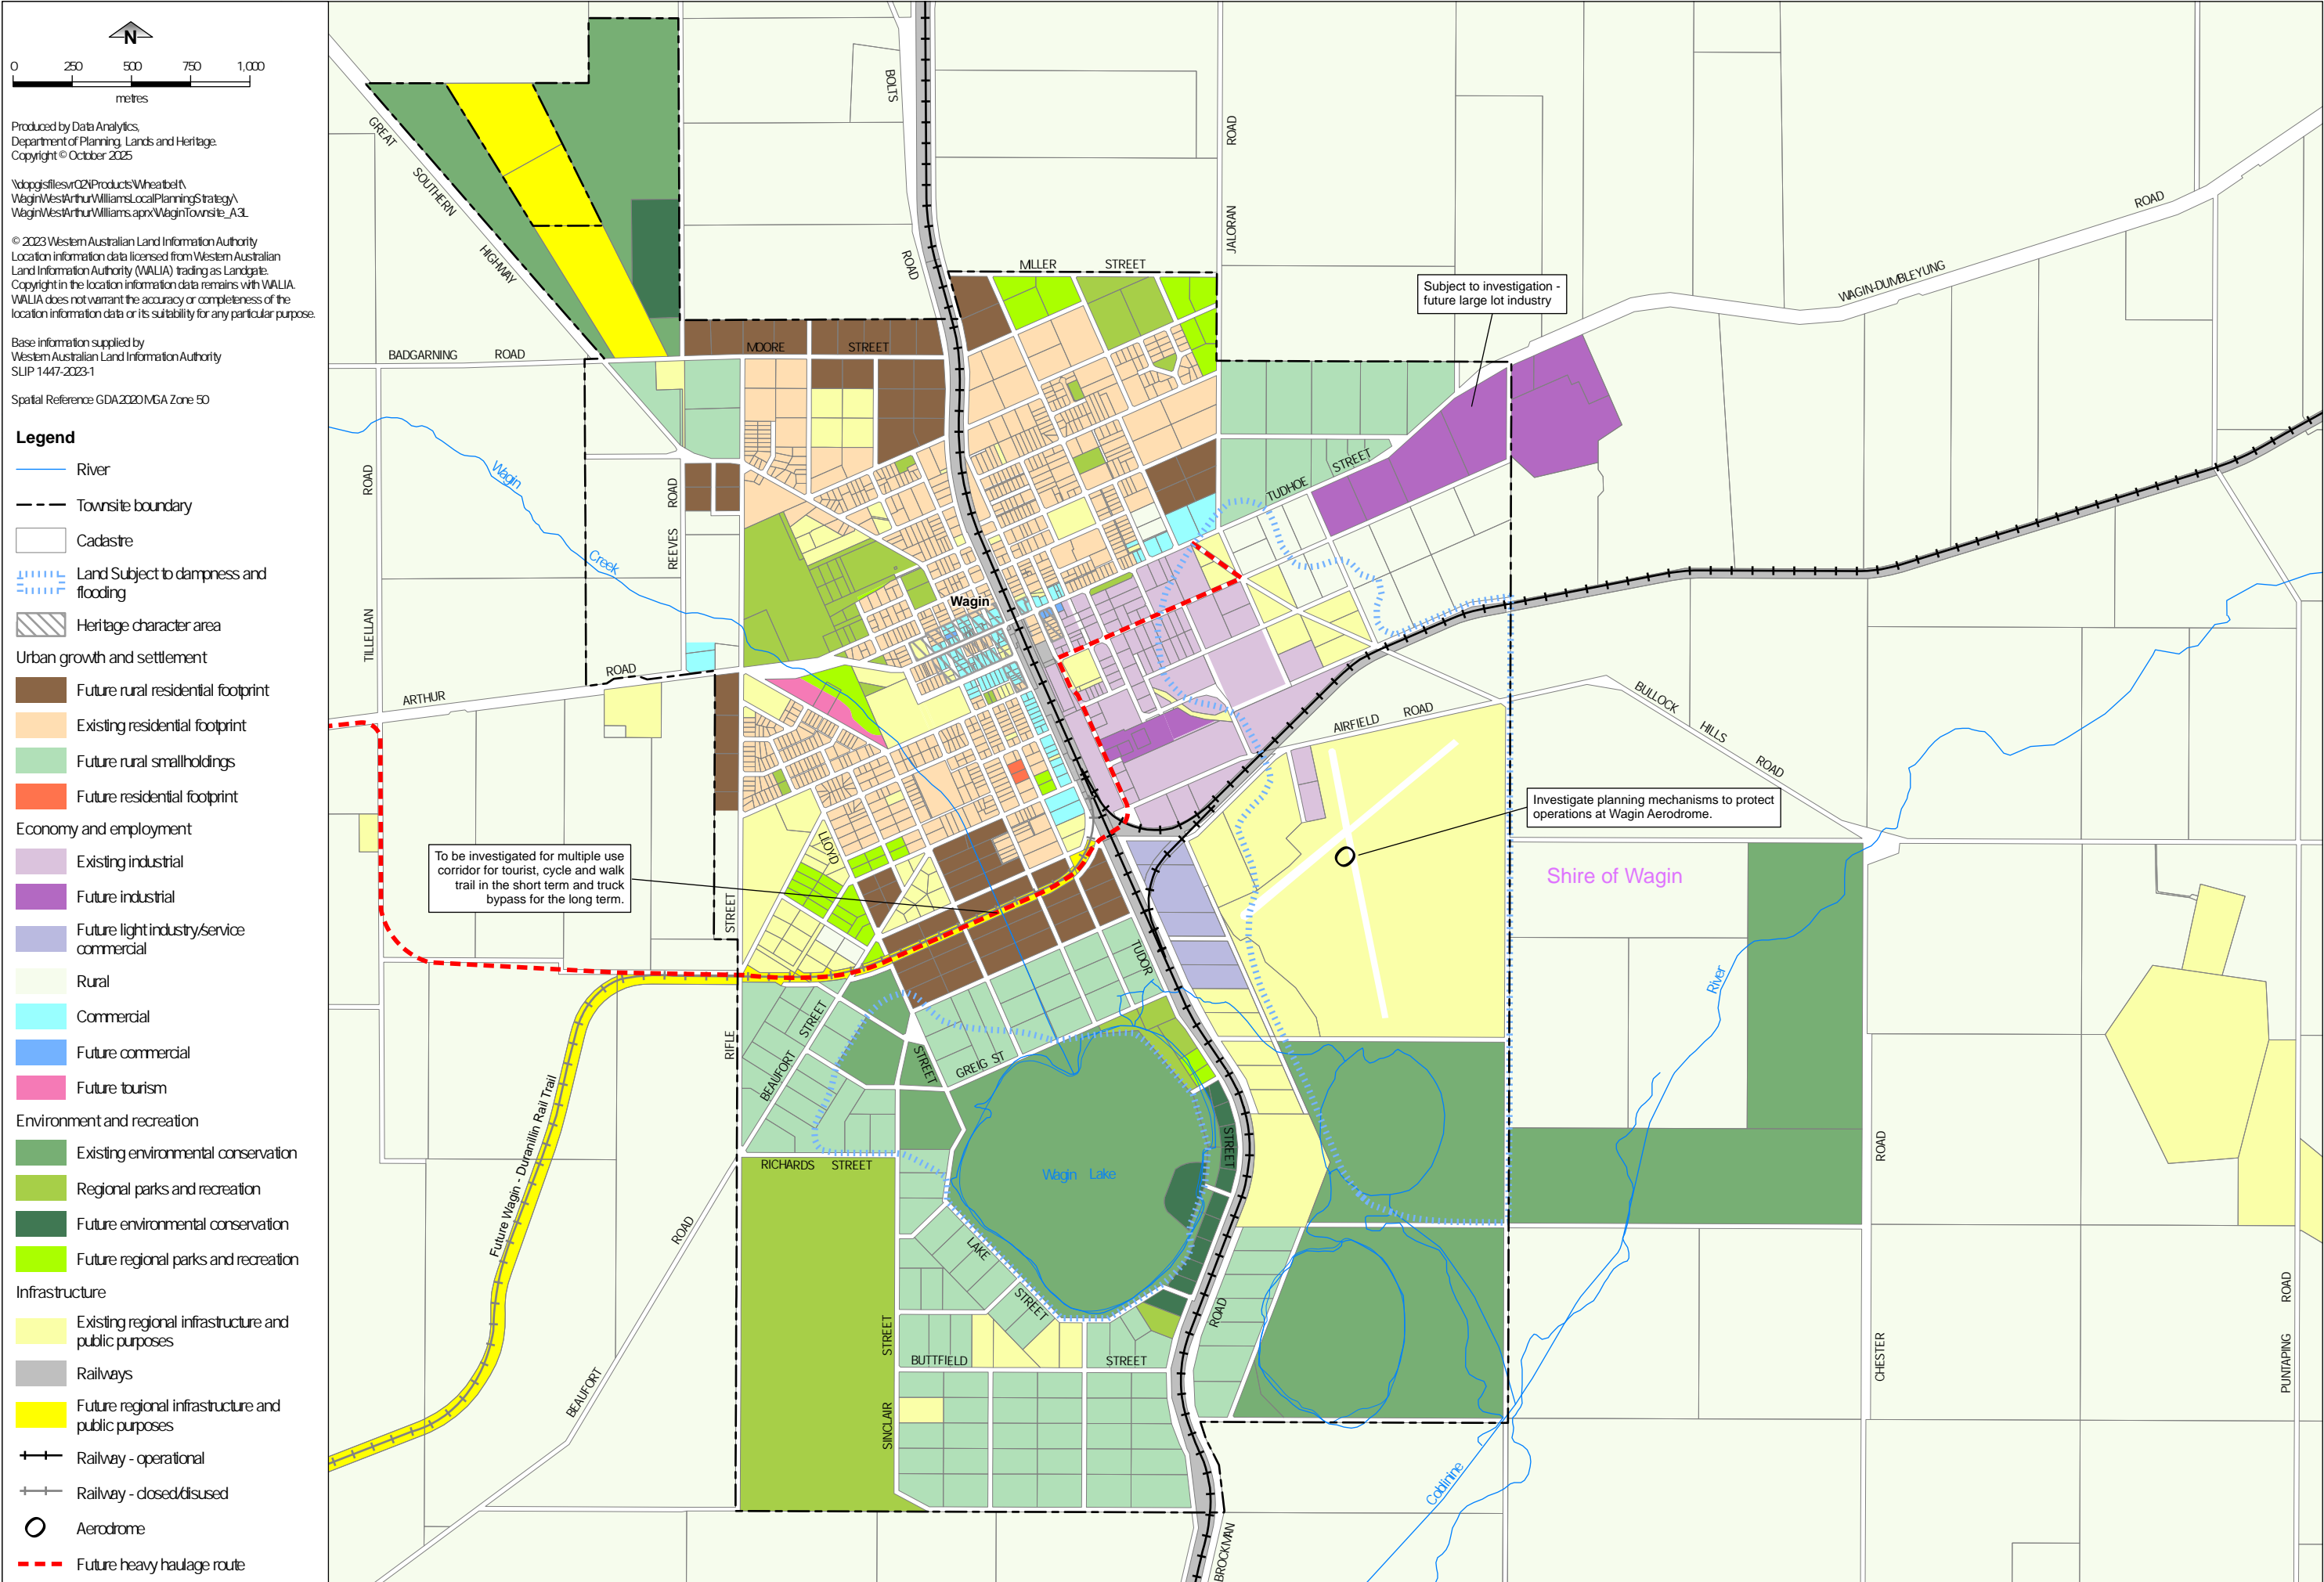 N
0 250 500 750 1,000
metres
Produced by Data Analytics,
Department of Planning, Lands and Heritage.
Copyright © October 2025
\\dopgisfilesvr02\iProducts\Wheatbelt\
WaginWestArthurWilliamsLocalPlanningStrategy\
WaginWestArthurWilliams.aprx\WaginTownsite_A3L
© 2023 Western Australian Land Information Authority
Location information data licensed from Western Australian
Land Information Authority (WALIA) trading as Landgate.
Copyright in the location information data remains with WALIA.
WALIA does not warrant the accuracy or completeness of the
location information data or its suitability for any particular purpose.
Base information supplied by
Western Australian Land Information Authority
SLIP 1447-2023-1
Spatial Reference GDA2020 MGA Zone 50
Legend
River
Townsite boundary
Cadastre
Land Subject to dampness and
flooding
Heritage character area
Urban growth and settlement
Future rural residential footprint
Existing residential footprint
Future rural smallholdings
Future residential footprint
Economy and employment
Existing industrial
Future industrial
Future light industry/service
commercial
Rural
Commercial
Future commercial
Future tourism
Environment and recreation
Existing environmental conservation
Regional parks and recreation
Future environmental conservation
Future regional parks and recreation
Infrastructure
Existing regional infrastructure and
public purposes
Railways
Future regional infrastructure and
public purposes
Railway - operational
Railway - closed/disused
Aerodrome
Future heavy haulage route
GREAT SOUTHERN HIGHWAY
BOLTS ROAD
JALORAN ROAD
WAGIN-DUMBLEYUNG ROAD
MILLER STREET
Subject to investigation -
future large lot industry
BADGARNING ROAD
MOORE STREET
TILLELLAN ROAD
REEVES ROAD
Wagin Creek
TUDHOE STREET
Wagin
ARTHUR ROAD
AIRFIELD ROAD
BULLOCK HILLS ROAD
Investigate planning mechanisms to protect
operations at Wagin Aerodrome.
LLOYD STREET
To be investigated for multiple use
corridor for tourist, cycle and walk
trail in the short term and truck
bypass for the long term.
Shire of Wagin
RIFLE STREET
TUDOR STREET
BEAUFORT STREET
GREIG ST
Future Wagin - Duranillin Rail Trail
RICHARDS STREET
Wagin Lake
LAKE STREET
BEAUFORT ROAD
SINCLAIR STREET
BUTTFIELD STREET
BROCKMAN ROAD
Coblinine River
CHESTER ROAD
PUNTAPING ROAD